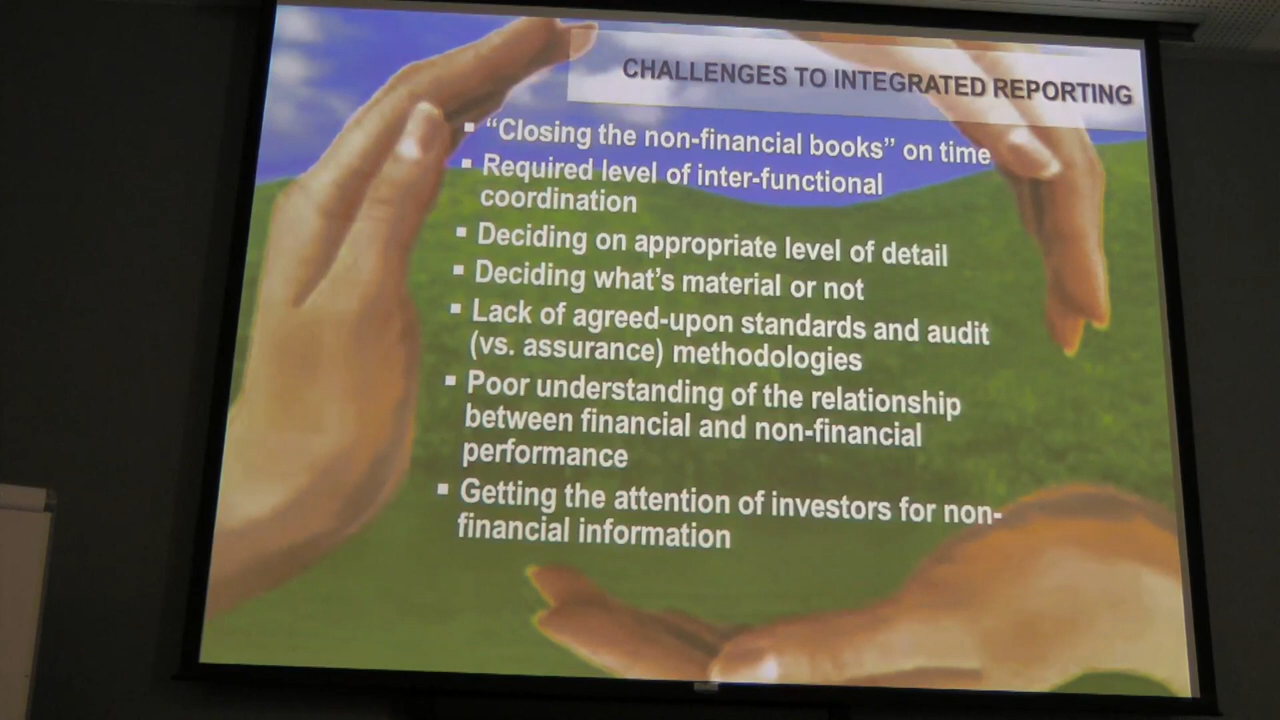 CHALLENGES TO INTEGRATED REPORTING
▪ “Closing the non-financial books” on time
▪ Required level of inter-functional
coordination
▪ Deciding on appropriate level of detail
▪ Deciding what’s material or not
▪ Lack of agreed-upon standards and audit
(vs. assurance) methodologies
▪ Poor understanding of the relationship
between financial and non-financial
performance
▪ Getting the attention of investors for non-
financial information